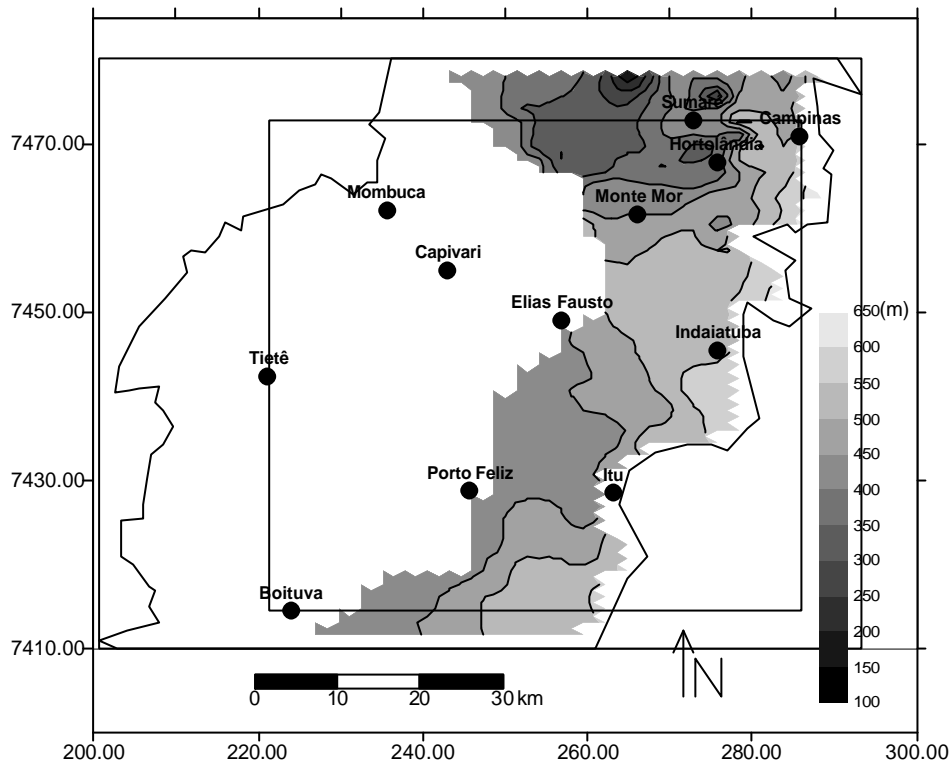 Sumaré
Campinas
7470.00
Hortolândia
Mombuca
Monte Mor
Capivari
Elias Fausto
7450.00
650(m)
Indaiatuba
600
Tietê
550
500
450
Porto Feliz
Itu
7430.00
400
350
300
Boituva
250
200
7410.00
150
N
0 10 20 30 km
100
200.00 220.00 240.00 260.00 280.00 300.00